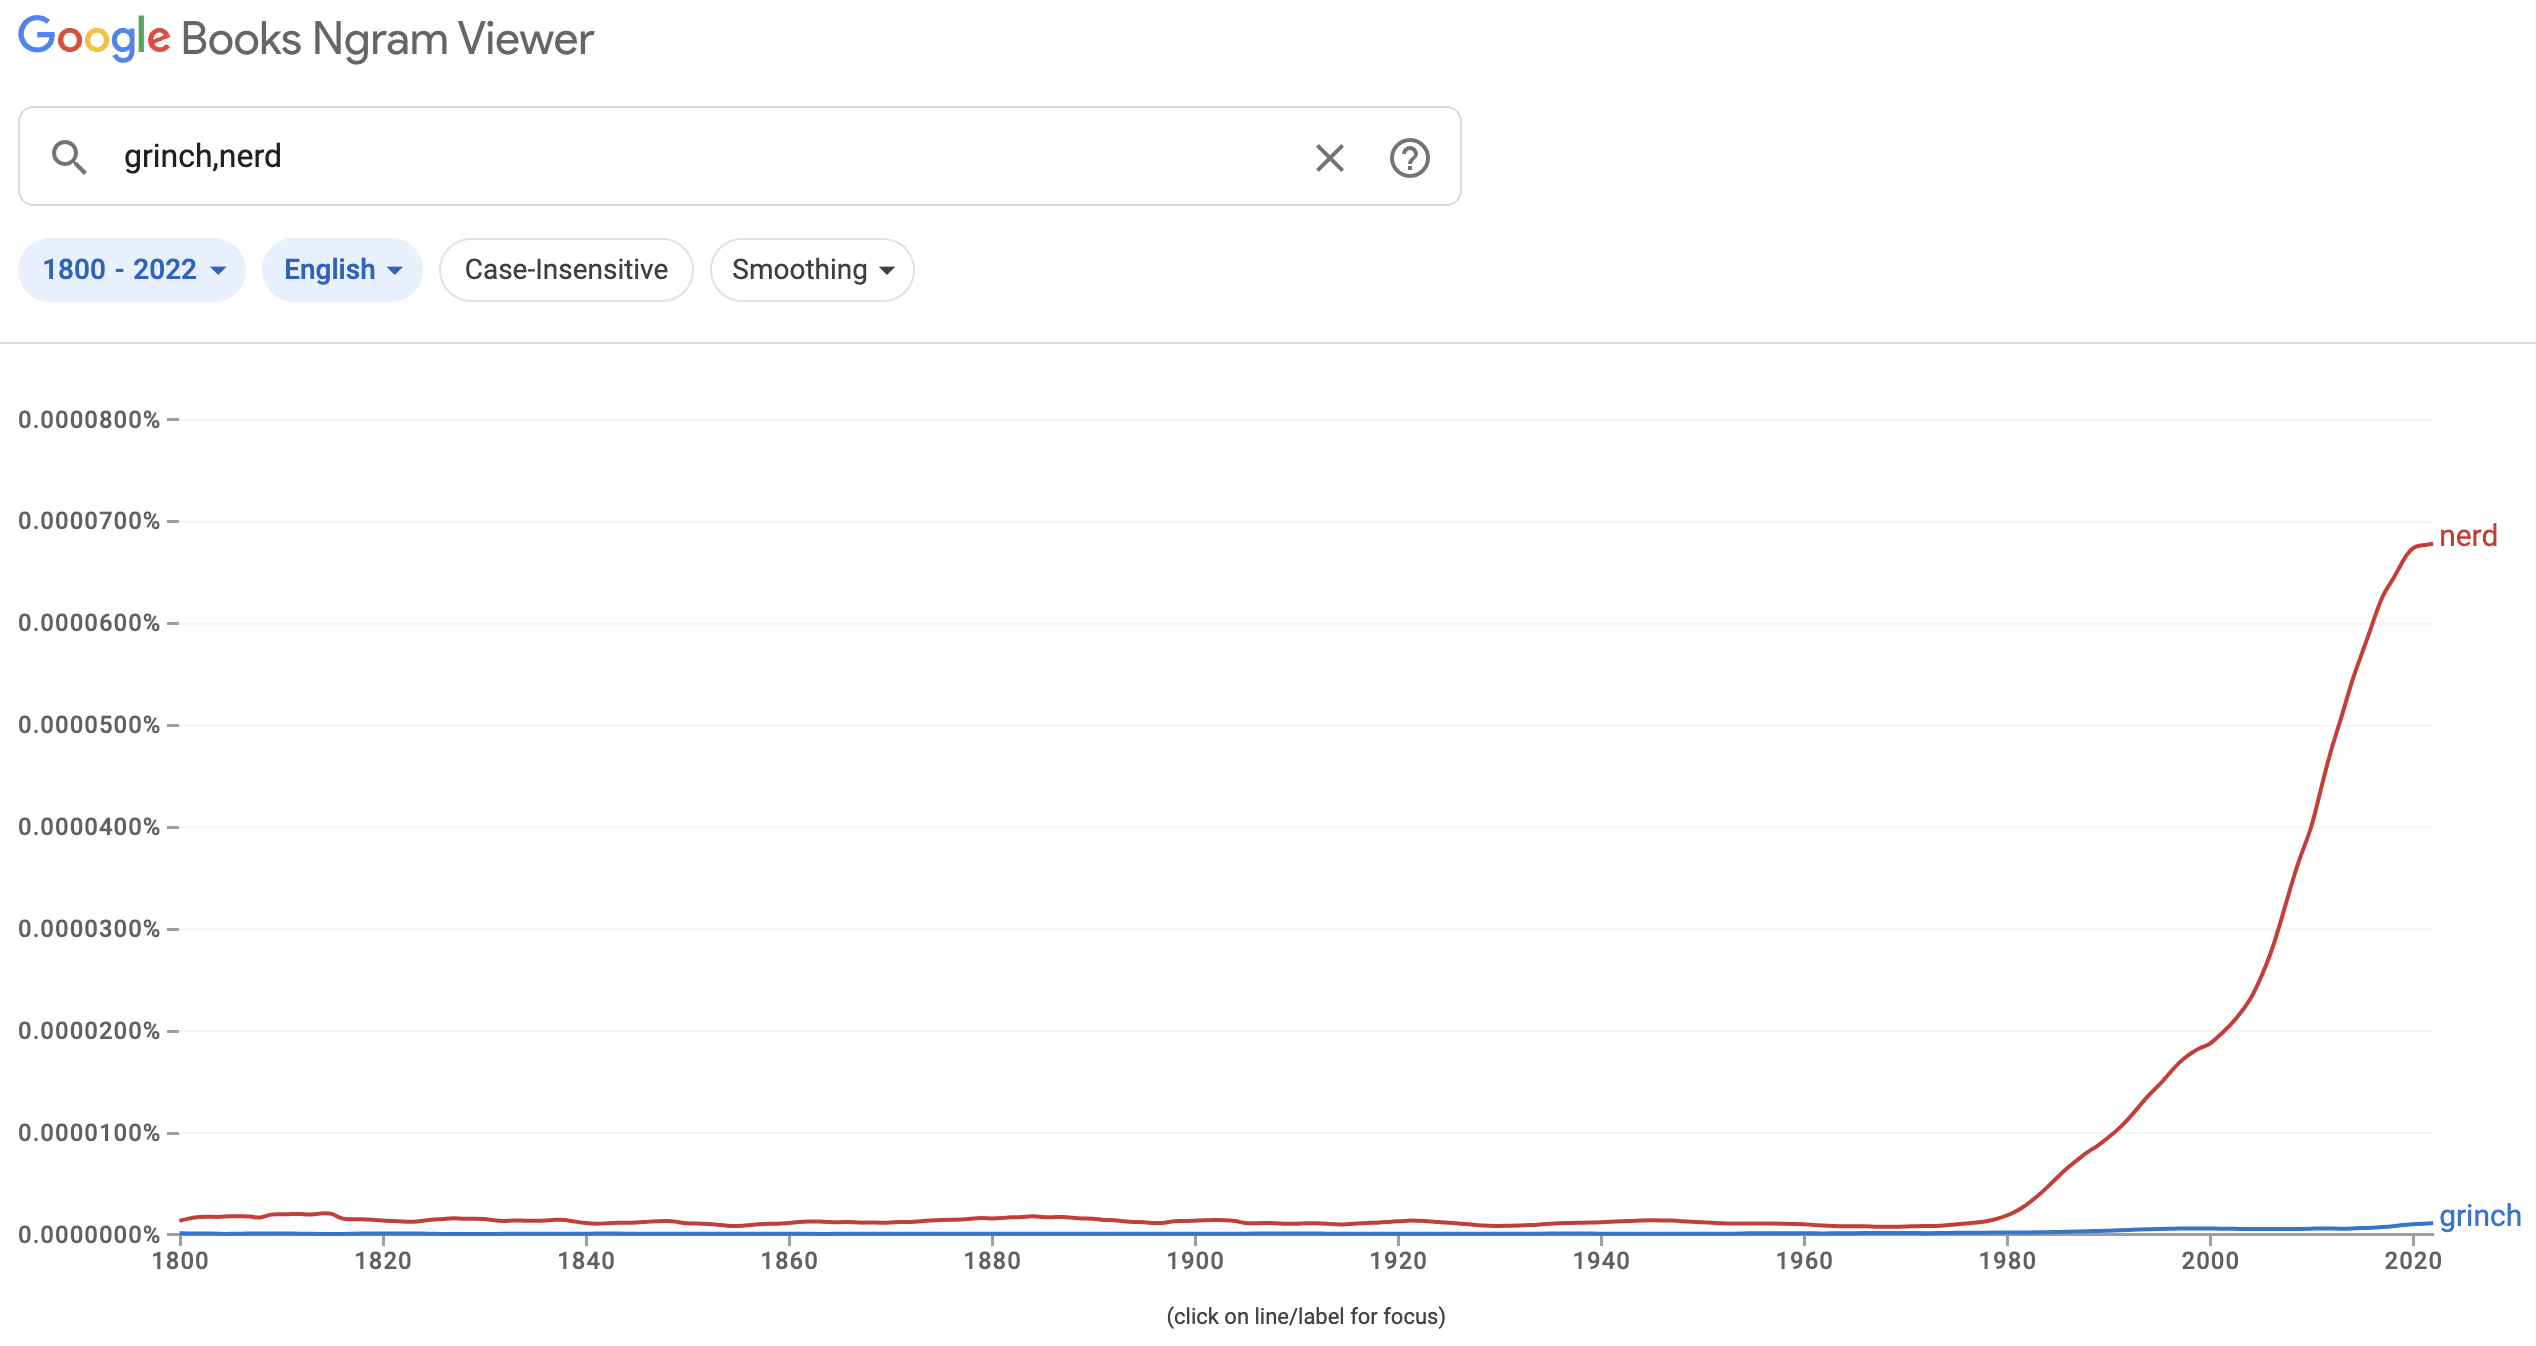 Google Books Ngram Viewer
grinch,nerd
1800 - 2022
English
Case-Insensitive
Smoothing
0.0000800%
0.0000700%
nerd
0.0000600%
0.0000500%
0.0000400%
0.0000300%
0.0000200%
0.0000100%
grinch
0.0000000%
1800 1820 1840 1860 1880 1900 1920 1940 1960 1980 2000 2020
(click on line/label for focus)